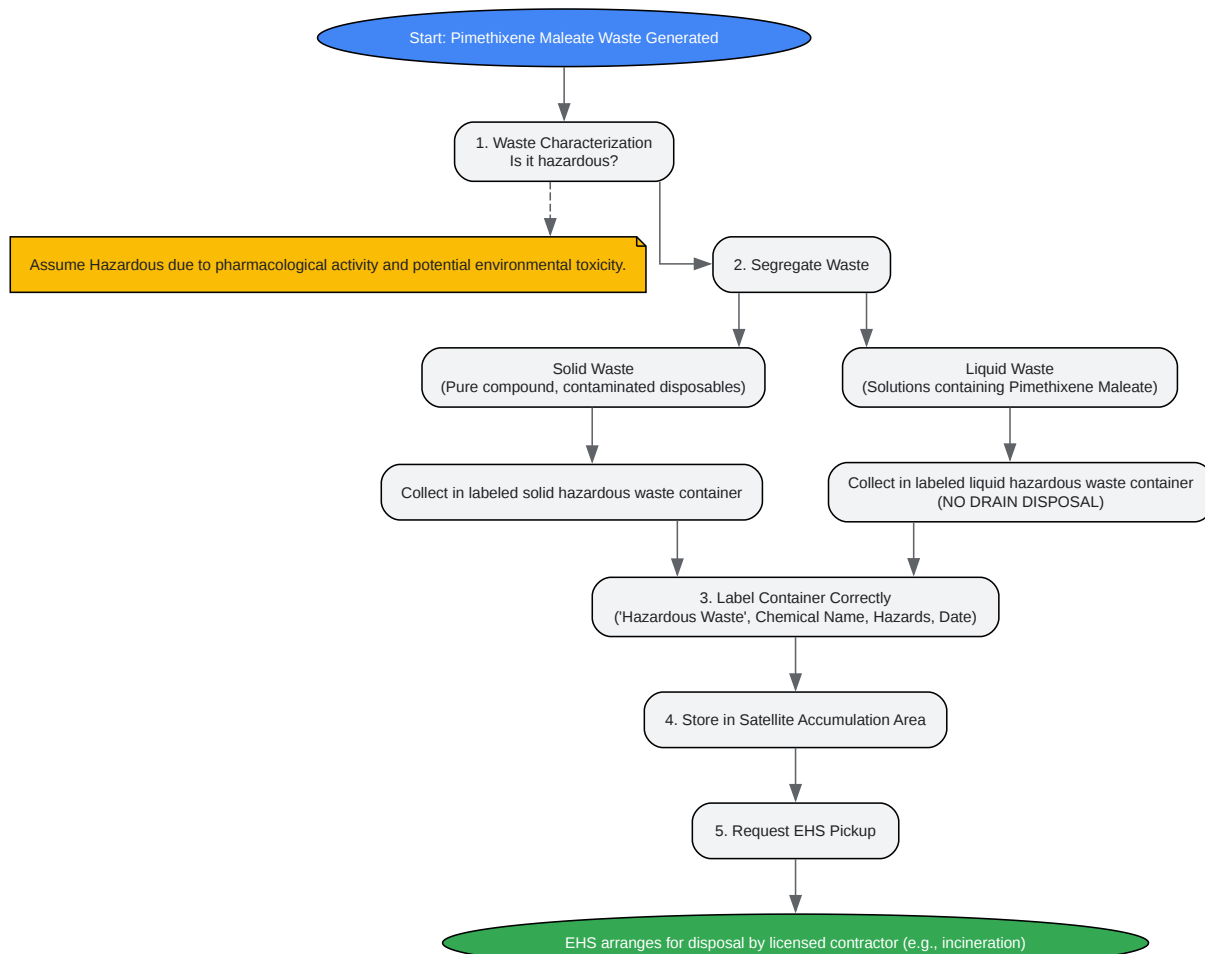 Start: Pimethixene Maleate Waste Generated
1. Waste Characterization
Is it hazardous?
Assume Hazardous due to pharmacological activity and potential environmental toxicity.
2. Segregate Waste
Solid Waste
(Pure compound, contaminated disposables)
Liquid Waste
(Solutions containing Pimethixene Maleate)
Collect in labeled solid hazardous waste container
Collect in labeled liquid hazardous waste container
(NO DRAIN DISPOSAL)
3. Label Container Correctly
('Hazardous Waste', Chemical Name, Hazards, Date)
4. Store in Satellite Accumulation Area
5. Request EHS Pickup
EHS arranges for disposal by licensed contractor (e.g., incineration)